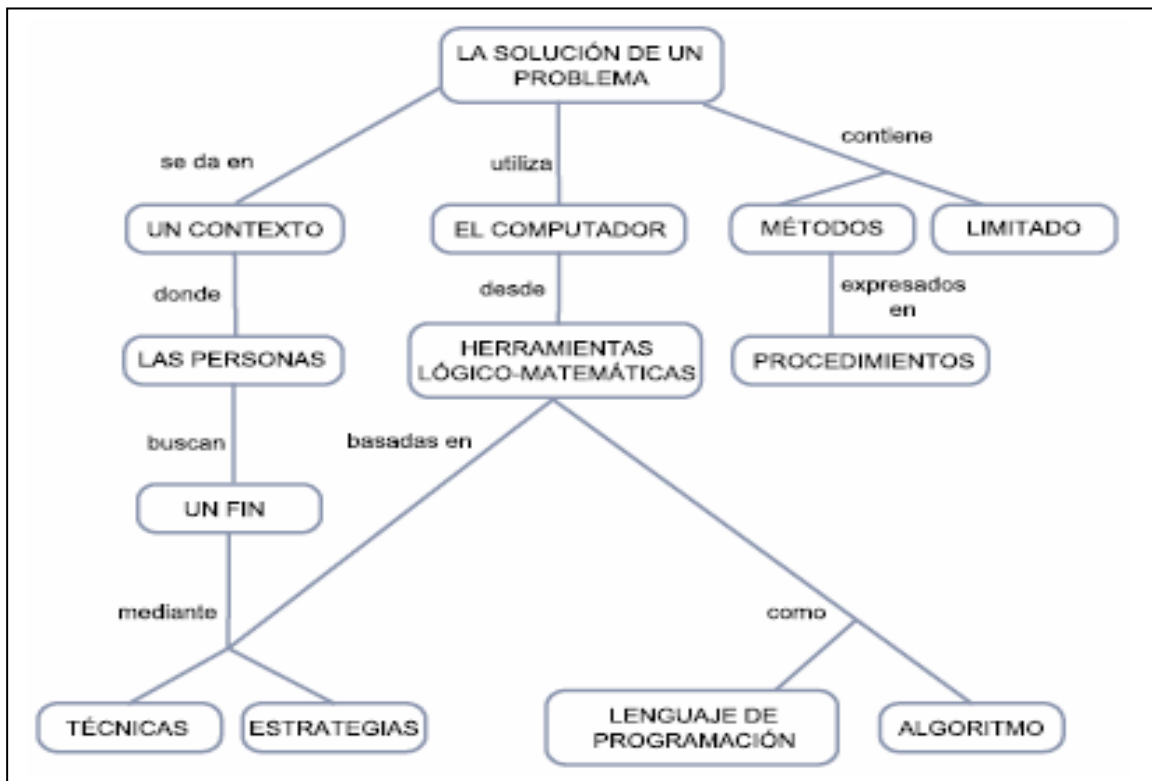 LA SOLUCIÓN DE UN
PROBLEMA
se da en
utiliza
contiene
UN CONTEXTO
EL COMPUTADOR
MÉTODOS
LIMITADO
donde
desde
expresados
en
LAS PERSONAS
HERRAMIENTAS
LÓGICO-MATEMÁTICAS
PROCEDIMIENTOS
buscan
basadas en
UN FIN
mediante
como
TÉCNICAS
ESTRATEGIAS
LENGUAJE DE
PROGRAMACIÓN
ALGORITMO